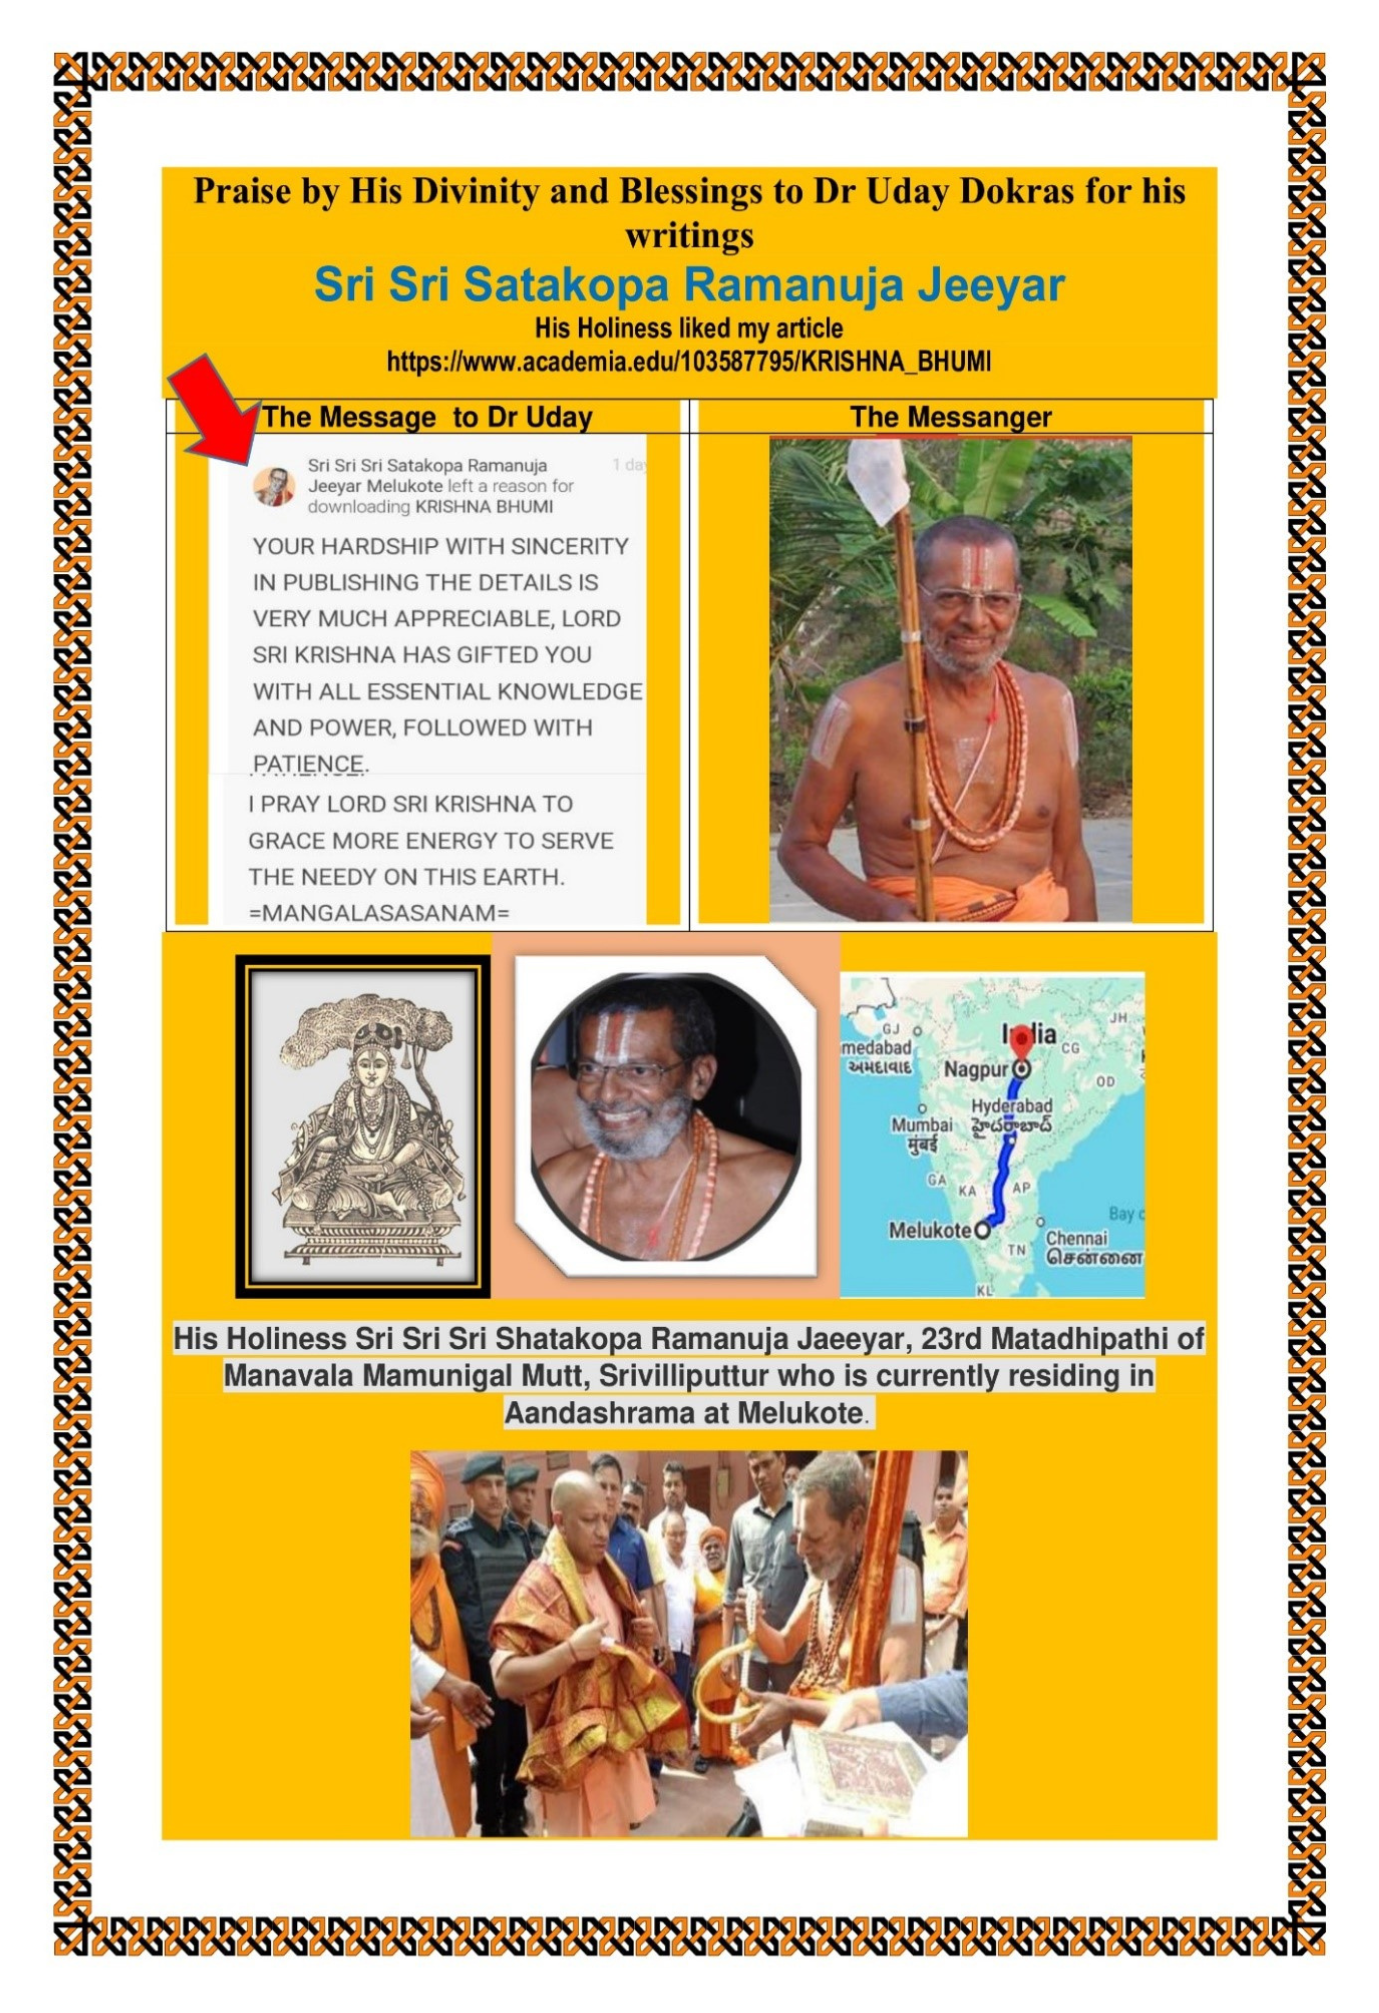 Praise by His Divinity and Blessings to Dr Uday Dokras for his
writings
Sri Sri Satakopa Ramanuja Jeeyar
His Holiness liked my article
https://www.academia.edu/103587795/KRISHNA_BHUMI
The Message to Dr Uday
The Messanger
Sri Sri Sri Satakopa Ramanuja
1 day
Jeeyar Melukote left a reason for
downloading KRISHNA BHUMI
YOUR HARDSHIP WITH SINCERITY
IN PUBLISHING THE DETAILS IS
VERY MUCH APPRECIABLE, LORD
SRI KRISHNA HAS GIFTED YOU
WITH ALL ESSENTIAL KNOWLEDGE
AND POWER, FOLLOWED WITH
PATIENCE.
I PRAY LORD SRI KRISHNA TO
GRACE MORE ENERGY TO SERVE
THE NEEDY ON THIS EARTH.
=MANGALASASANAM=
GJ
India
JH
medabad
અમદાવાદ
CG
Nagpur
OD
Hyderabad
హైదరాబాద్
Mumbai
मुंबई
GA
KA
AP
Bay
Melukote
Chennai
சென்னை
TN
KL
His Holiness Sri Sri Sri Shatakopa Ramanuja Jaeeyar, 23rd Matadhipathi of
Manavala Mamunigal Mutt, Srivilliputtur who is currently residing in
Aandashrama at Melukote.